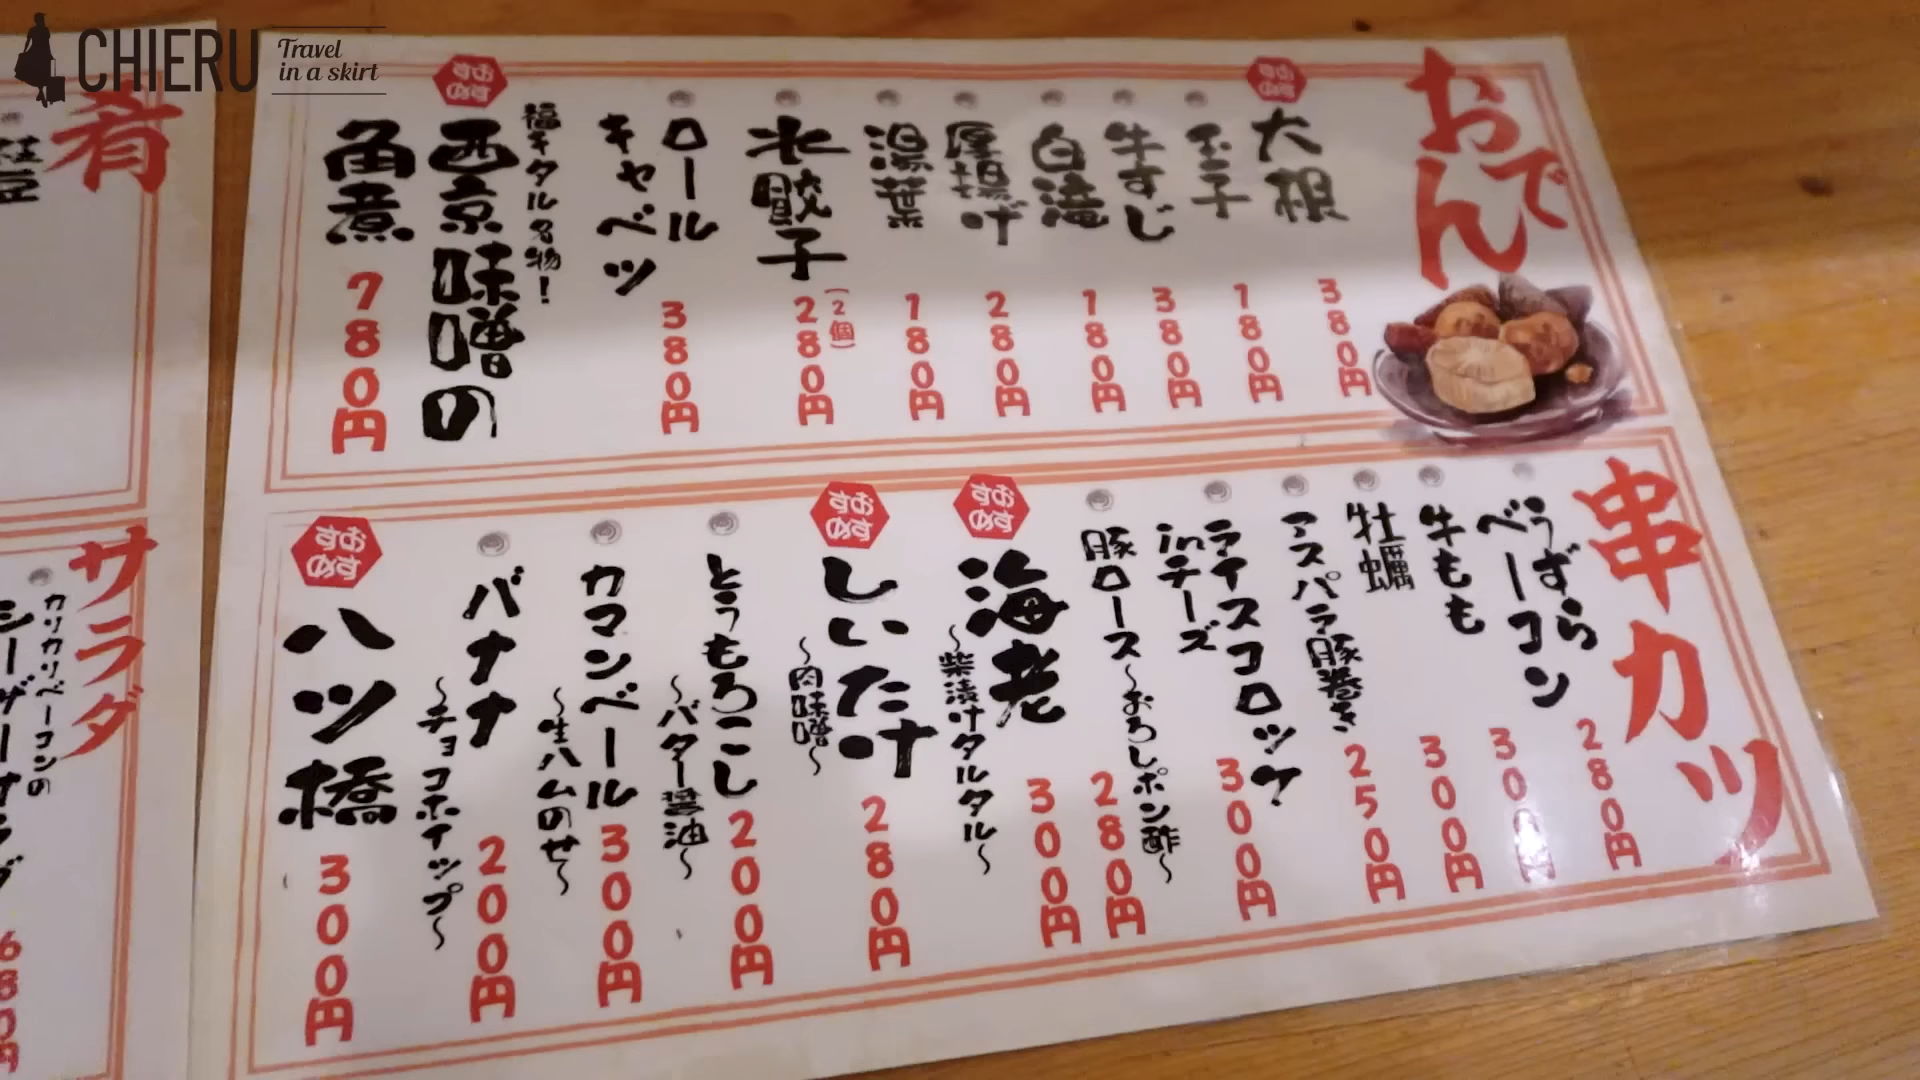 CHIERU
Travel
in a skirt
おでん
おすすめ
大根
380円
玉子
180円
牛すじ
380円
白滝
180円
厚揚げ
280円
湯葉
180円
水餃子
(2個)
280円
ロール
キャベツ
380円
福キタル名物!
おすすめ
西京味噌の
角煮
780円
串カツ
うずら
ベーコン
280円
牛もも
300円
牡蠣
300円
アスパラ豚巻き
250円
ライスコロッケ
inチーズ
300円
豚ロース~おろしポン酢~
280円
おすすめ
海老
~柴漬けタルタル~
300円
おすすめ
しいたけ
~肉味噌~
280円
とうもろこし
~バター醤油~
200円
カマンベール
~生ハムのせ~
300円
バナナ
~チョコホイップ~
200円
おすすめ
八ツ橋
300円
肴
枝豆
サラダ
カリカリベーコンの
シーザーサラダ
680円